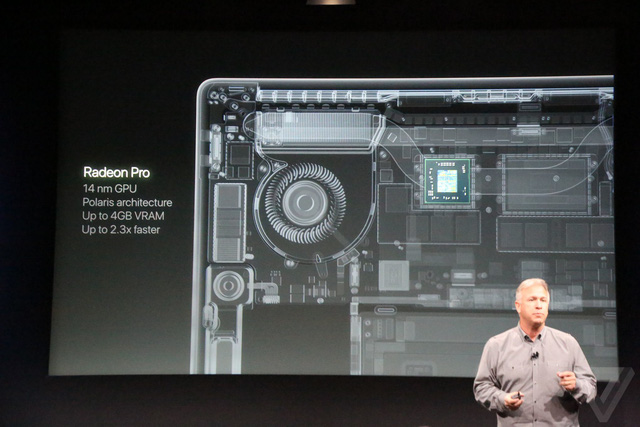 Radeon Pro
14 nm GPU
Polaris architecture
Up to 4GB VRAM
Up to 2.3x faster